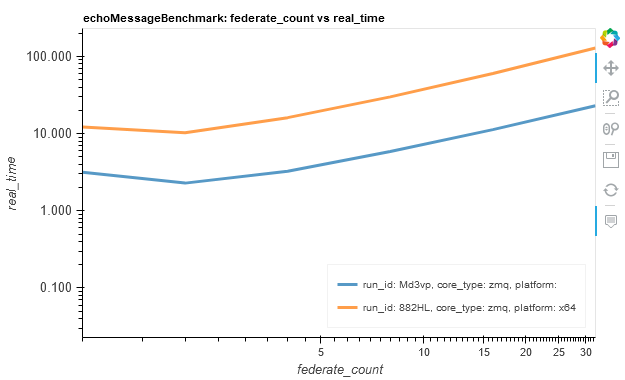 echoMessageBenchmark: federate_count vs real_time
100.000
10.000
1.000
0.100
real_time
run_id: Md3vp, core_type: zmq, platform:
run_id: 882HL, core_type: zmq, platform: x64
5 10 15 20 25 30
federate_count